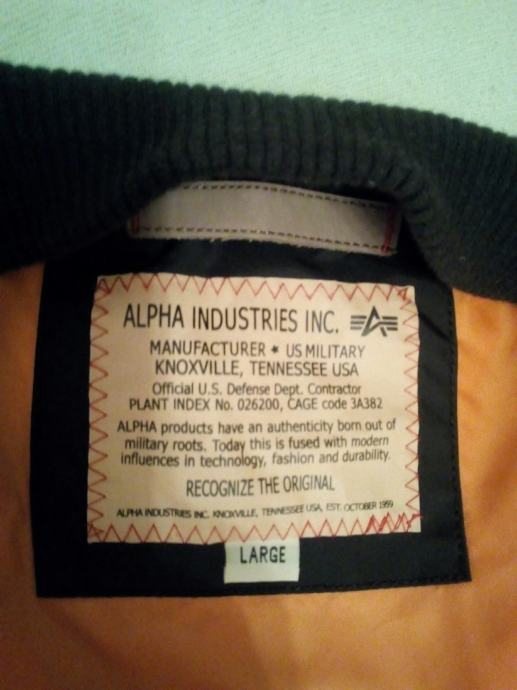 ALPHA INDUSTRIES INC.
MANUFACTURER ★ US MILITARY
KNOXVILLE, TENNESSEE USA
Official U.S. Defense Dept. Contractor
PLANT INDEX No. 026200, CAGE code 3A382
ALPHA products have an authenticity born out of
military roots. Today this is fused with modern
influences in technology, fashion and durability.
RECOGNIZE THE ORIGINAL
ALPHA INDUSTRIES INC. KNOXVILLE, TENNESSEE USA, EST. OCTOBER 1959
LARGE